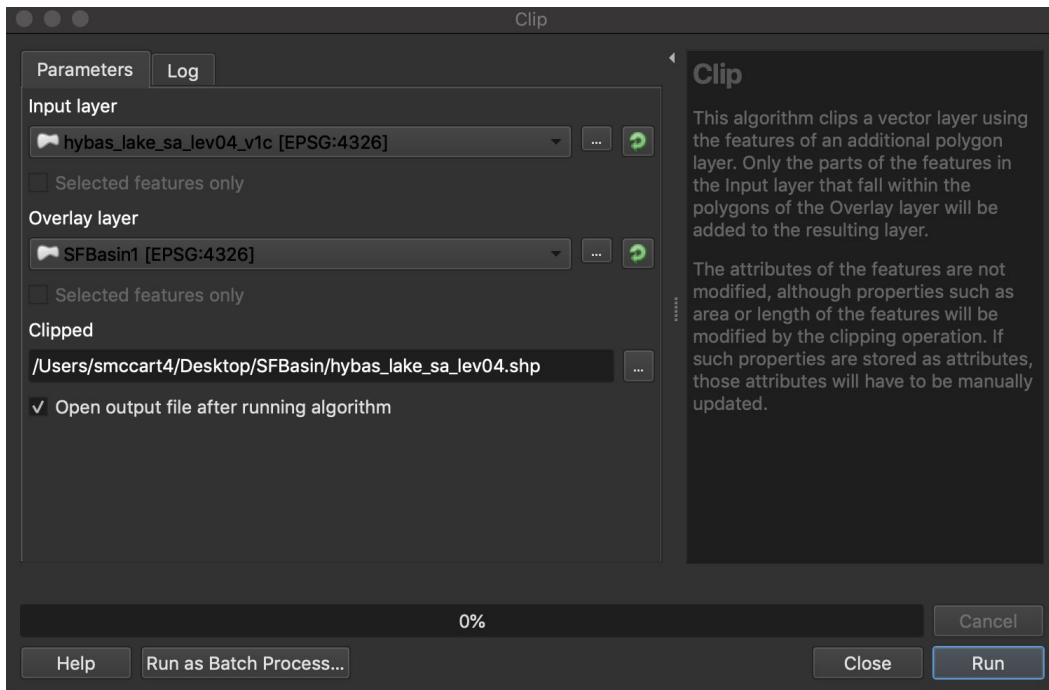 Clip
Parameters
Log
Input layer
hybas_lake_sa_lev04_v1c [EPSG:4326]
...
Selected features only
Overlay layer
SFBasin1 [EPSG:4326]
...
Selected features only
Clipped
/Users/smccart4/Desktop/SFBasin/hybas_lake_sa_lev04.shp
...
Open output file after running algorithm
Clip
This algorithm clips a vector layer using
the features of an additional polygon
layer. Only the parts of the features in
the Input layer that fall within the
polygons of the Overlay layer will be
added to the resulting layer.
The attributes of the features are not
modified, although properties such as
area or length of the features will be
modified by the clipping operation. If
such properties are stored as attributes,
those attributes will have to be manually
updated.
0%
Cancel
Help
Run as Batch Process...
Close
Run